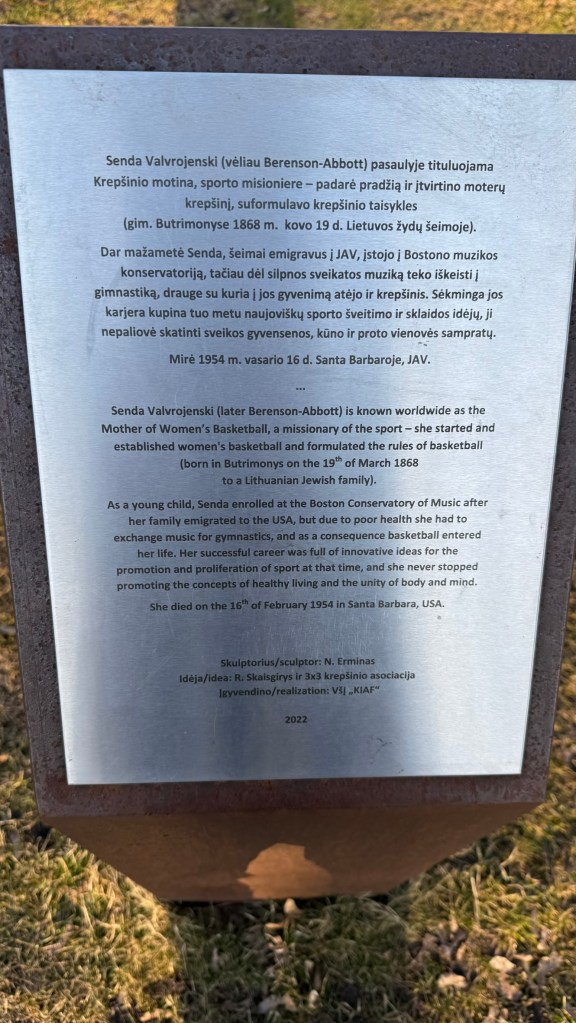 Senda Valvrojenski (vėliau Berenson-Abbott) pasaulyje tituluojama
Krepšinio motina, sporto misioniere – padarė pradžią ir įtvirtino moterų
krepšinį, suformulavo krepšinio taisykles
(gim. Butrimonyse 1868 m. kovo 19 d. Lietuvos žydų šeimoje).
Dar mažametė Senda, šeimai emigravus į JAV, įstojo į Bostono muzikos
konservatoriją, tačiau dėl silpnos sveikatos muziką teko iškeisti į
gimnastiką, drauge su kuria į jos gyvenimą atėjo ir krepšinis. Sėkminga jos
karjera kupina tuo metu naujoviškų sporto švietimo ir sklaidos idėjų, ji
nepaliovė skatinti sveikos gyvensenos, kūno ir proto vienovės sampratų.
Mirė 1954 m. vasario 16 d. Santa Barbaroje, JAV.
...
Senda Valvrojenski (later Berenson-Abbott) is known worldwide as the
Mother of Women's Basketball, a missionary of the sport – she started and
established women's basketball and formulated the rules of basketball
(born in Butrimonys on the 19th of March 1868
to a Lithuanian Jewish family).
As a young child, Senda enrolled at the Boston Conservatory of Music after
her family emigrated to the USA, but due to poor health she had to
exchange music for gymnastics, and as a consequence basketball entered
her life. Her successful career was full of innovative ideas for the
promotion and proliferation of sport at that time, and she never stopped
promoting the concepts of healthy living and the unity of body and mind.
She died on the 16th of February 1954 in Santa Barbara, USA.
Skulptorius/sculptor: N. Erminas
Idėja/idea: R. Skaisgirys ir 3x3 krepšinio asociacija
Įgyvendino/realization: VšĮ „KIAF"
2022